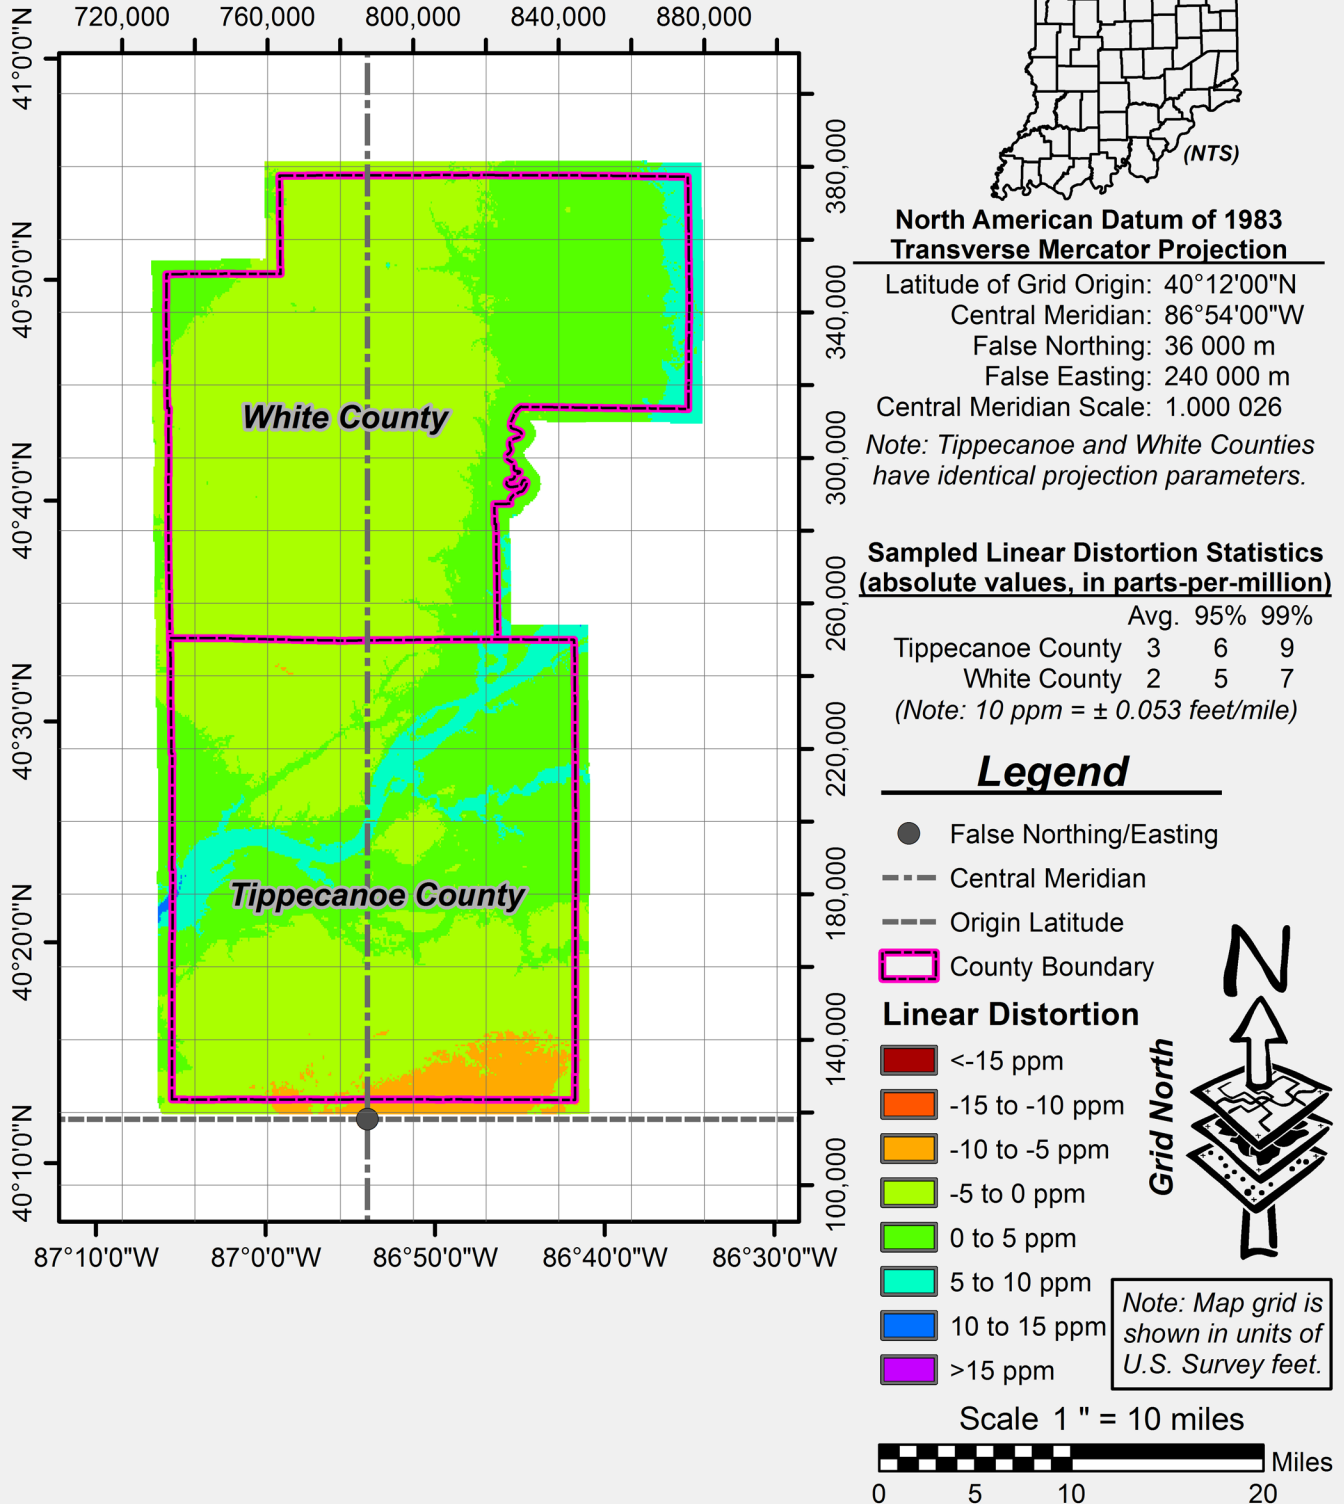 720,000 760,000 800,000 840,000 880,000
41°0'0"N
40°50'0"N
40°40'0"N
40°30'0"N
40°20'0"N
40°10'0"N
380,000
340,000
300,000
260,000
220,000
180,000
140,000
100,000
White County
Tippecanoe County
87°10'0"W 87°0'0"W 86°50'0"W 86°40'0"W 86°30'0"W
(NTS)
North American Datum of 1983
Transverse Mercator Projection
Latitude of Grid Origin: 40°12'00"N
Central Meridian: 86°54'00"W
False Northing: 36 000 m
False Easting: 240 000 m
Central Meridian Scale: 1.000 026
Note: Tippecanoe and White Counties
have identical projection parameters.
Sampled Linear Distortion Statistics
(absolute values, in parts-per-million)
Avg. 95% 99%
Tippecanoe County 3 6 9
White County 2 5 7
(Note: 10 ppm = ± 0.053 feet/mile)
Legend
False Northing/Easting
Central Meridian
Origin Latitude
County Boundary
Linear Distortion
<-15 ppm
-15 to -10 ppm
-10 to -5 ppm
-5 to 0 ppm
0 to 5 ppm
5 to 10 ppm
10 to 15 ppm
>15 ppm
N
Grid North
Note: Map grid is
shown in units of
U.S. Survey feet.
Scale 1 " = 10 miles
Miles
0 5 10 20